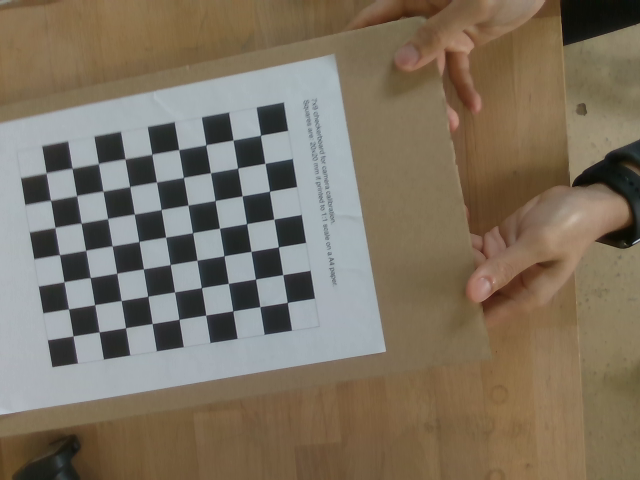 7x9 checkerboard for camera calibration.
Squares are 20x20 mm if printed to 1:1 scale on a A4 paper.